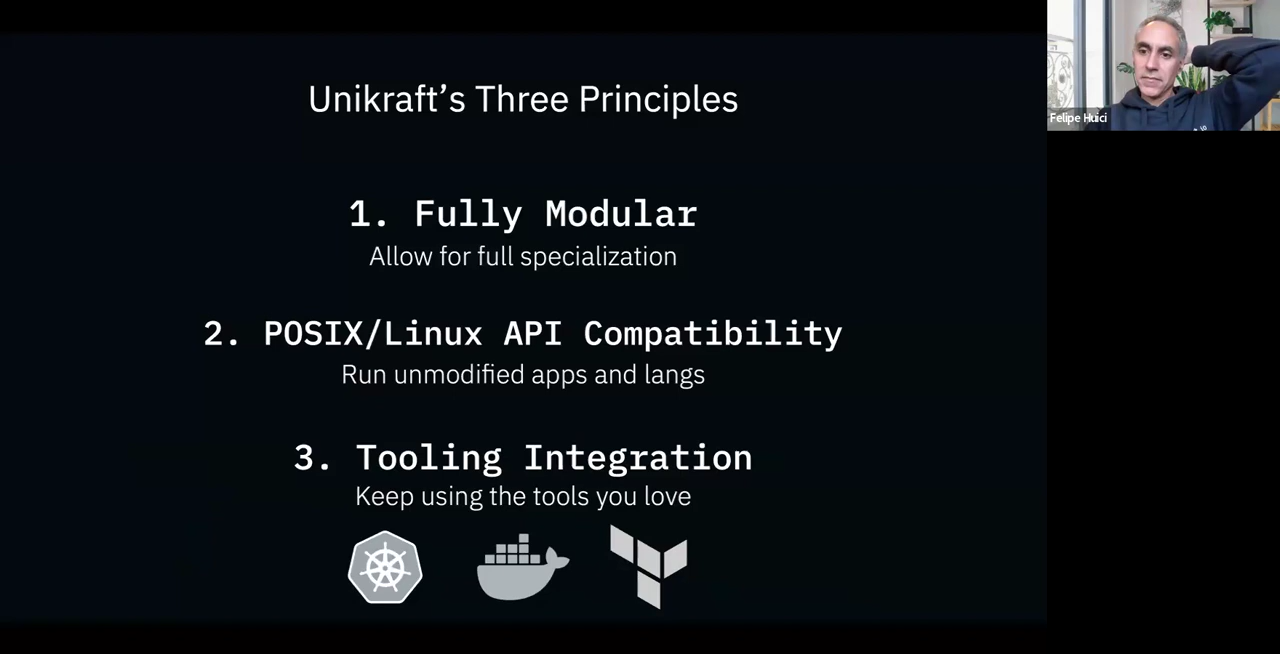 Unikraft's Three Principles
1. Fully Modular
Allow for full specialization
2. POSIX/Linux API Compatibility
Run unmodified apps and langs
3. Tooling Integration
Keep using the tools you love
Felipe Huici